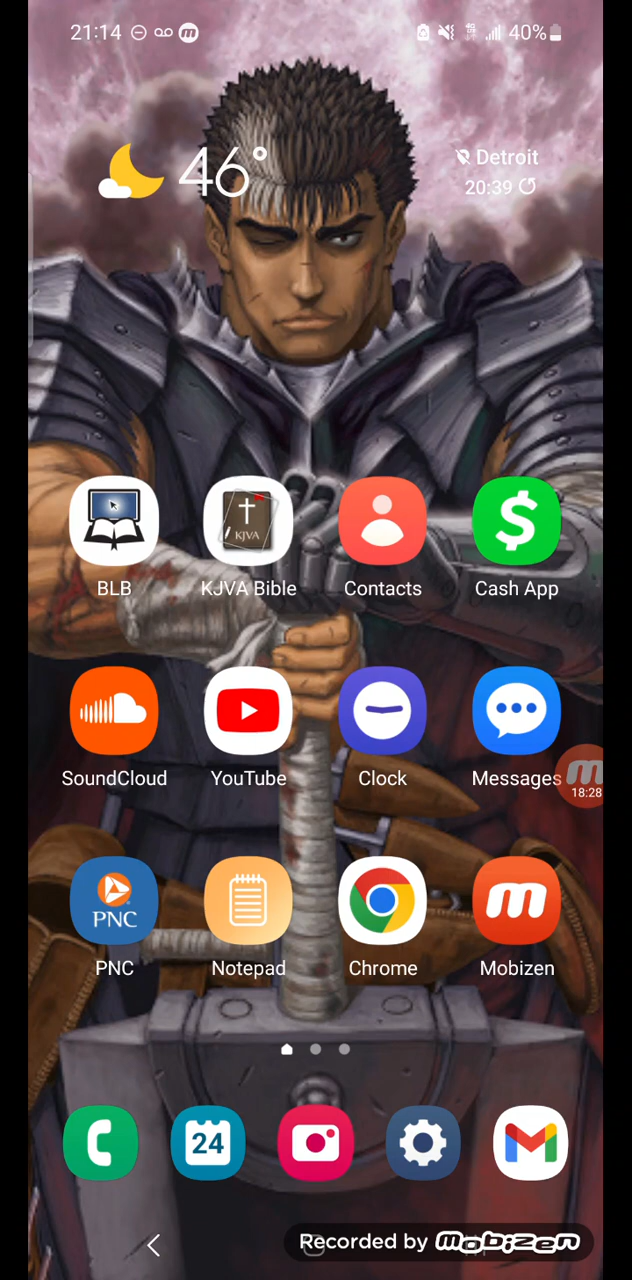 21:14 40%
46°
Detroit
20:39
KJVA
BLB KJVA Bible Contacts Cash App
SoundCloud YouTube Clock Messages
18:28
PNC
PNC Notepad Chrome Mobizen
24
Recorded by Mobizen